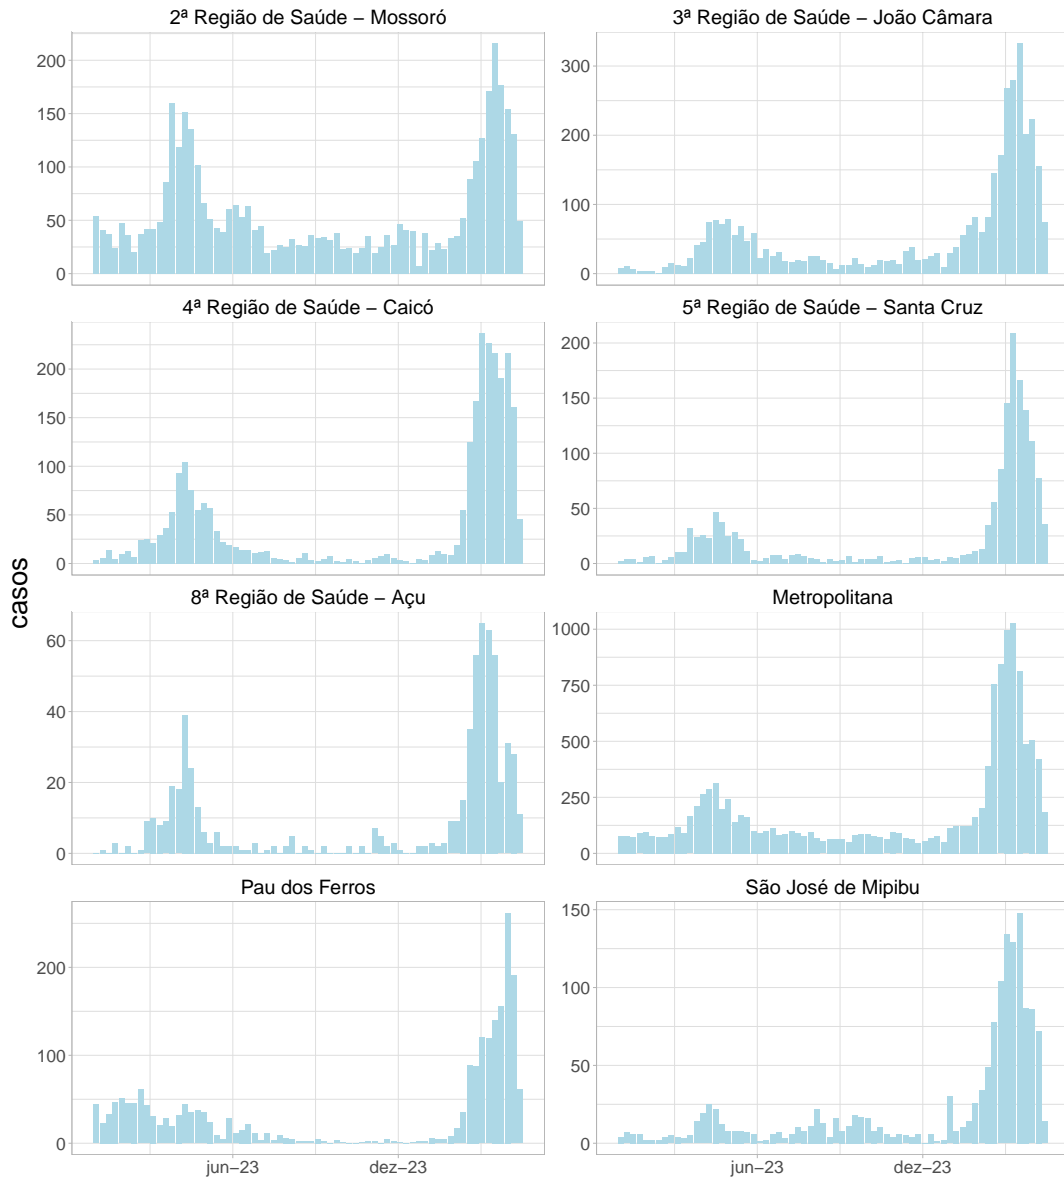 2ª Região de Saúde – Mossoró
3ª Região de Saúde – João Câmara
200
150
100
50
0
300
200
100
0
4ª Região de Saúde – Caicó
5ª Região de Saúde – Santa Cruz
200
150
100
50
0
200
150
100
50
0
casos
8ª Região de Saúde – Açu
Metropolitana
60
40
20
0
1000
750
500
250
0
Pau dos Ferros
São José de Mipibu
200
100
0
150
100
50
0
jun–23
dez–23
jun–23
dez–23